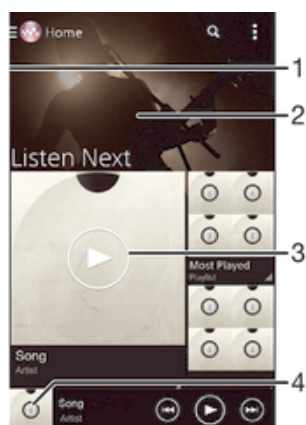 Home
1
2
Listen Next
3
Most Played
Playlist
Song
Artist
4
Song
Artist